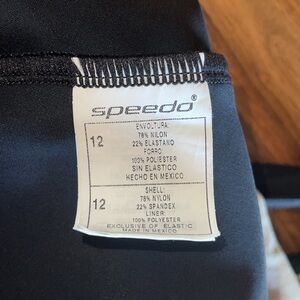 speedo®
ENVOLTURA:
12
78% NYLON
22% ELASTANO
FORRO:
100% POLIESTER
SIN ELASTICO
HECHO EN MEXICO
SHELL:
12
78% NYLON
22% SPANDEX
LINER:
100% POLYESTER
EXCLUSIVE OF ELASTIC
MADE IN MEXICO